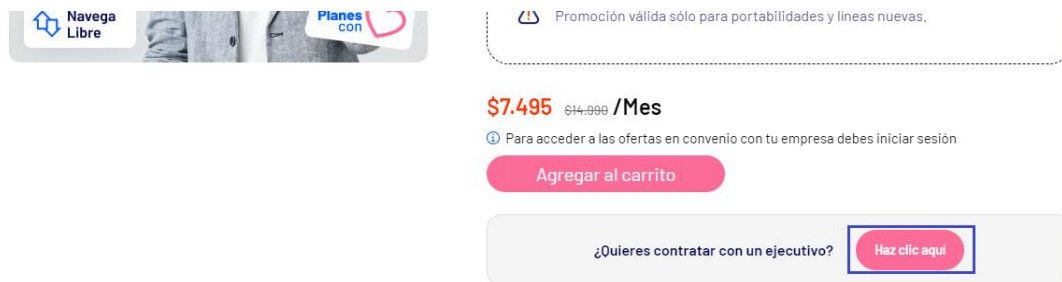 Navega
Libre
Planes
con
Promoción válida sólo para portabilidades y líneas nuevas.
$7.495 $14.990 /Mes
Para acceder a las ofertas en convenio con tu empresa debes iniciar sesión
Agregar al carrito
¿Quieres contratar con un ejecutivo? Haz clic aquí